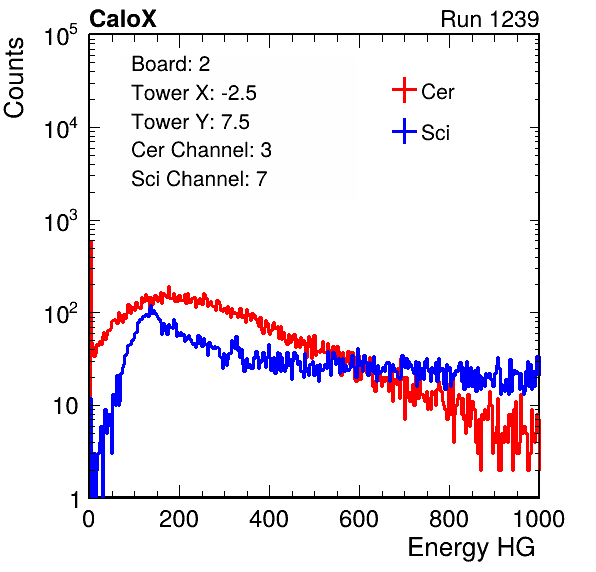 CaloX Run 1239
Counts
10^5
10^4
10^3
10^2
10
1
Board: 2
Tower X: -2.5
Tower Y: 7.5
Cer Channel: 3
Sci Channel: 7
Cer
Sci
0 200 400 600 800 1000
Energy HG